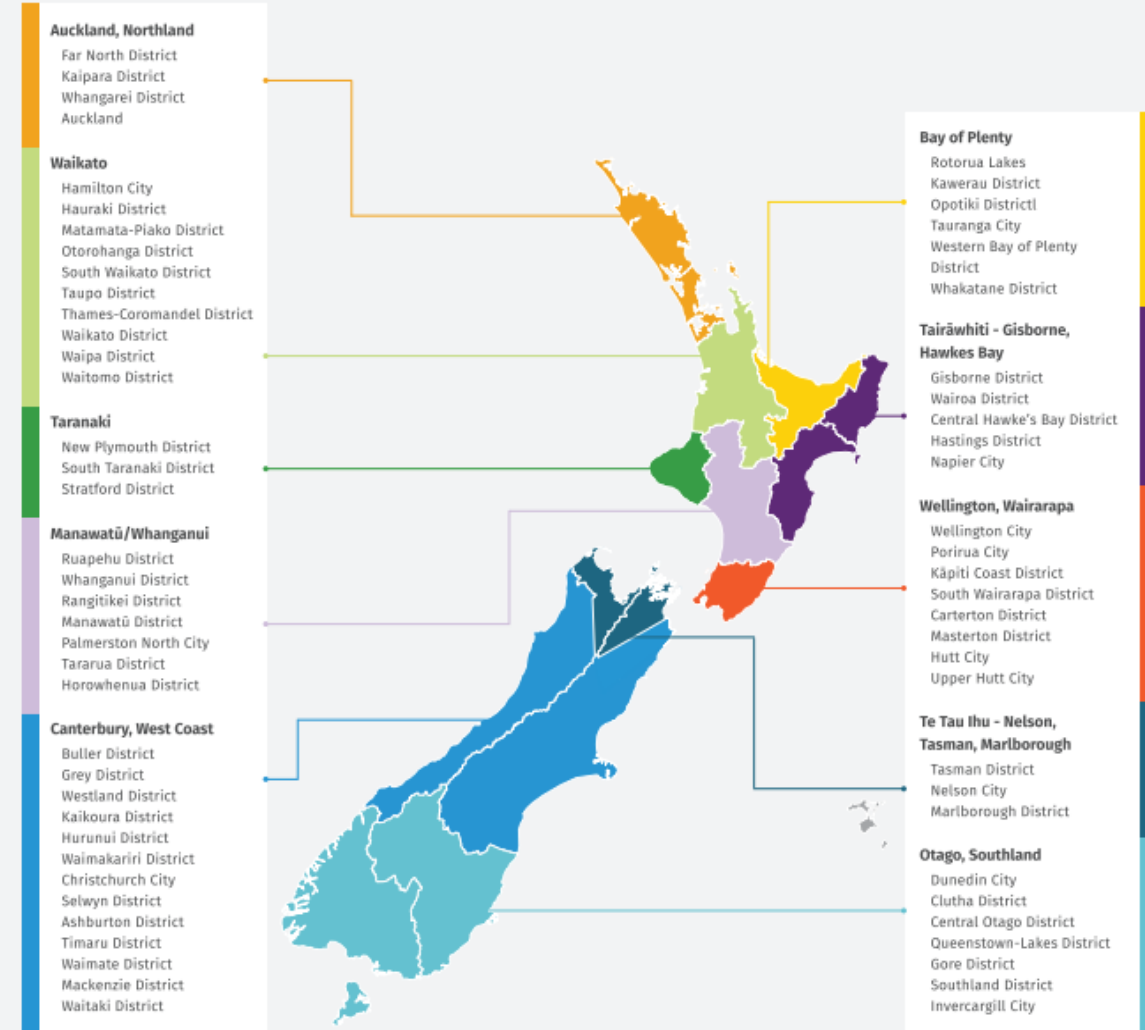 Auckland, Northland
Far North District
Kaipara District
Whangarei District
Auckland
Waikato
Hamilton City
Hauraki District
Matamata-Piako District
Otorohanga District
South Waikato District
Taupo District
Thames-Coromandel District
Waikato District
Waipa District
Waitomo District
Taranaki
New Plymouth District
South Taranaki District
Stratford District
Manawatū/Whanganui
Ruapehu District
Whanganui District
Rangitikei District
Manawatū District
Palmerston North City
Tararua District
Horowhenua District
Canterbury, West Coast
Buller District
Grey District
Westland District
Kaikoura District
Hurunui District
Waimakariri District
Christchurch City
Selwyn District
Ashburton District
Timaru District
Waimate District
Mackenzie District
Waitaki District
Bay of Plenty
Rotorua Lakes
Kawerau District
Opotiki Districtl
Tauranga City
Western Bay of Plenty
District
Whakatane District
Tairāwhiti - Gisborne,
Hawkes Bay
Gisborne District
Wairoa District
Central Hawke's Bay District
Hastings District
Napier City
Wellington, Wairarapa
Wellington City
Porirua City
Kāpiti Coast District
South Wairarapa District
Carterton District
Masterton District
Hutt City
Upper Hutt City
Te Tau Ihu - Nelson,
Tasman, Marlborough
Tasman District
Nelson City
Marlborough District
Otago, Southland
Dunedin City
Clutha District
Central Otago District
Queenstown-Lakes District
Gore District
Southland District
Invercargill City